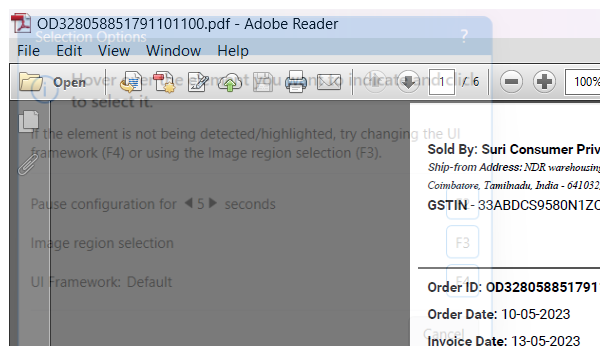 OD328058851791101100.pdf - Adobe Reader
Selection Options ?
File Edit View Window Help
Open 1 / 6 100%
Hover over the element you want to indicate and click
to select it.
If the element is not being detected/highlighted, try changing the UI
framework (F4) or using the Image region selection (F3).
Pause configuration for 5 seconds
Image region selection F3
UI Framework: Default F4
Cancel
Sold By: Suri Consumer Priv
Ship-from Address: NDR warehousing
Coimbatore, Tamilnadu, India - 641032,
GSTIN - 33ABDCS9580N1ZC
Order ID: OD3280588517911
Order Date: 10-05-2023
Invoice Date: 13-05-2023